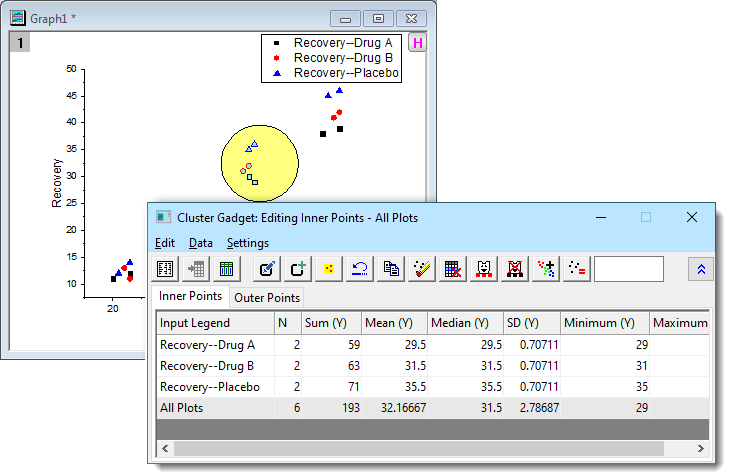 Graph1 *
1
H
Recovery--Drug A
Recovery--Drug B
Recovery--Placebo
50
45
40
35
30
25
20
15
10
Recovery
20
Cluster Gadget: Editing Inner Points - All Plots
Edit Data Settings
Inner Points Outer Points
Input Legend N Sum (Y) Mean (Y) Median (Y) SD (Y) Minimum (Y) Maximum
Recovery--Drug A 2 59 29.5 29.5 0.70711 29
Recovery--Drug B 2 63 31.5 31.5 0.70711 31
Recovery--Placebo 2 71 35.5 35.5 0.70711 35
All Plots 6 193 32.16667 31.5 2.78687 29